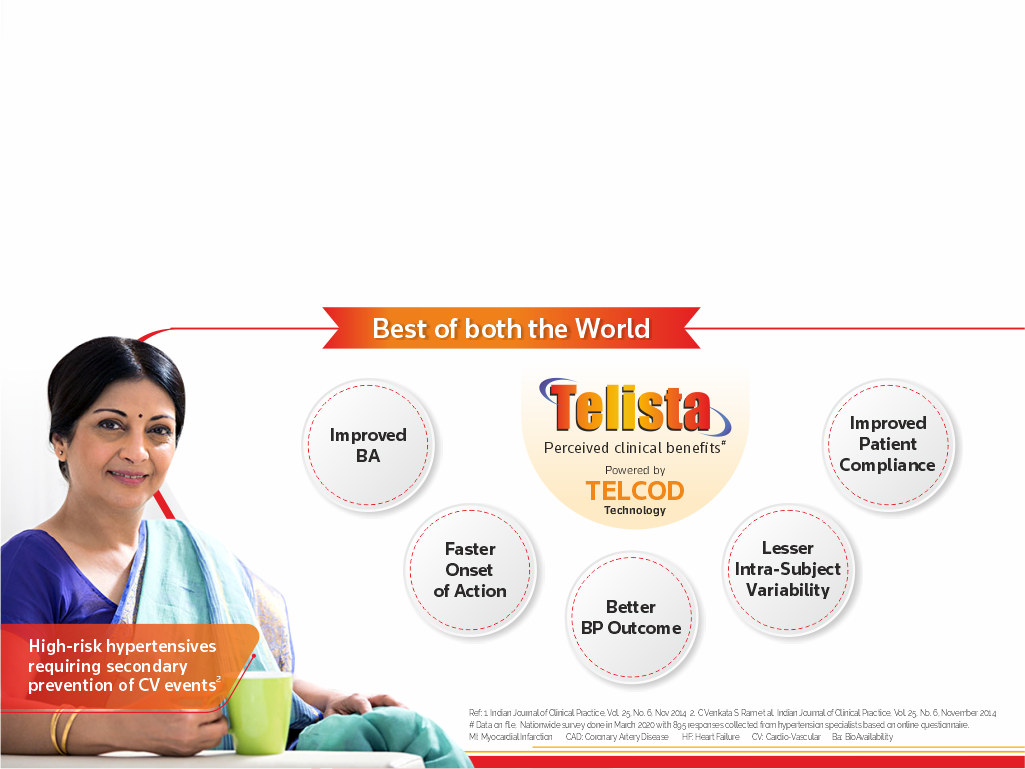 Best of both the World
Telista
Perceived clinical benefits#
Powered by
TELCOD
Technology
Improved
BA
Faster
Onset
of Action
Better
BP Outcome
Lesser
Intra-Subject
Variability
Improved
Patient
Compliance
High-risk hypertensives
requiring secondary
prevention of CV events2
Ref: 1. Indian Journal of Clinical Practice, Vol. 25, No. 6, Nov 2014 2. C Venkata S Ram et al. Indian Journal of Clinical Practice, Vol. 25, No. 6, November 2014
# Data on file, Nationwide survey done in March 2020 with 895 responses collected from hypertension specialists based on online questionnaire.
MI: Myocardial Infarction CAD: Coronary Artery Disease HF: Heart Failure CV: Cardio-Vascular Ba: BioAvailability